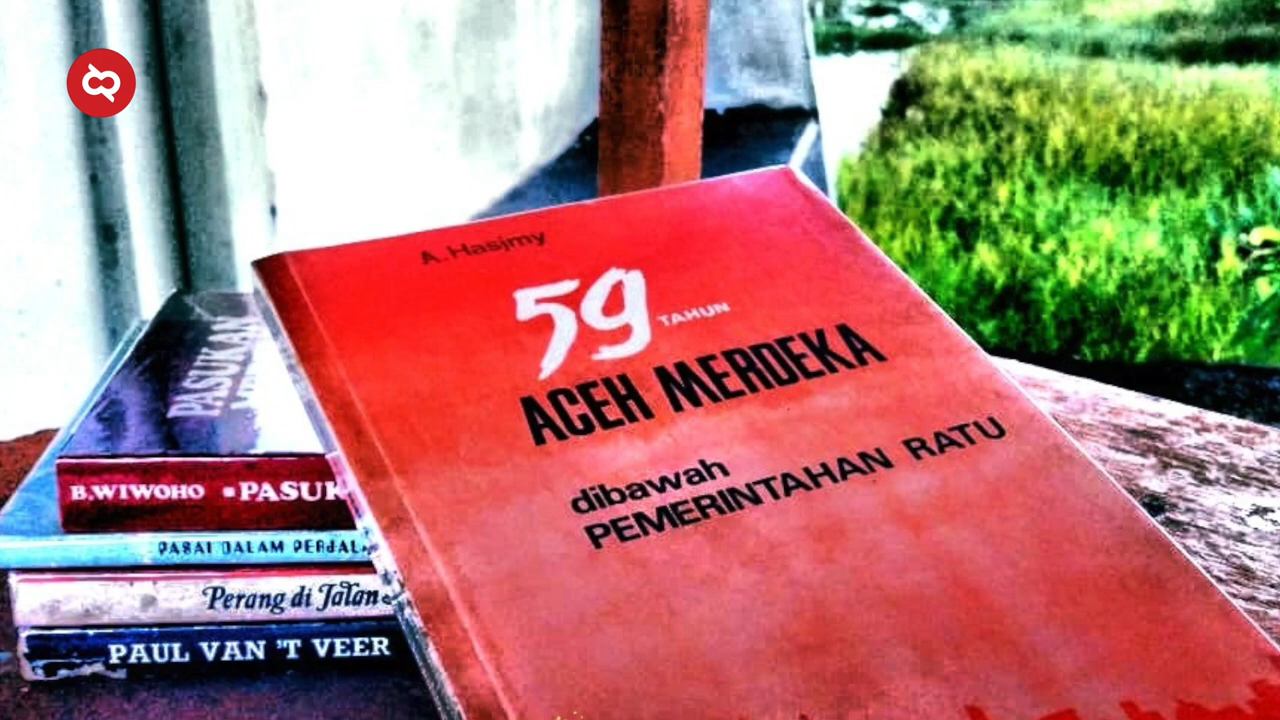 A. Hasjmy
59 TAHUN
ACEH MERDEKA
dibawah
PEMERINTAHAN RATU
PASUKAN
B.WIWOHO ▪PASUK
PASAI DALAM PERJAL
Perang di Jalan
PAUL VAN 'T VEER